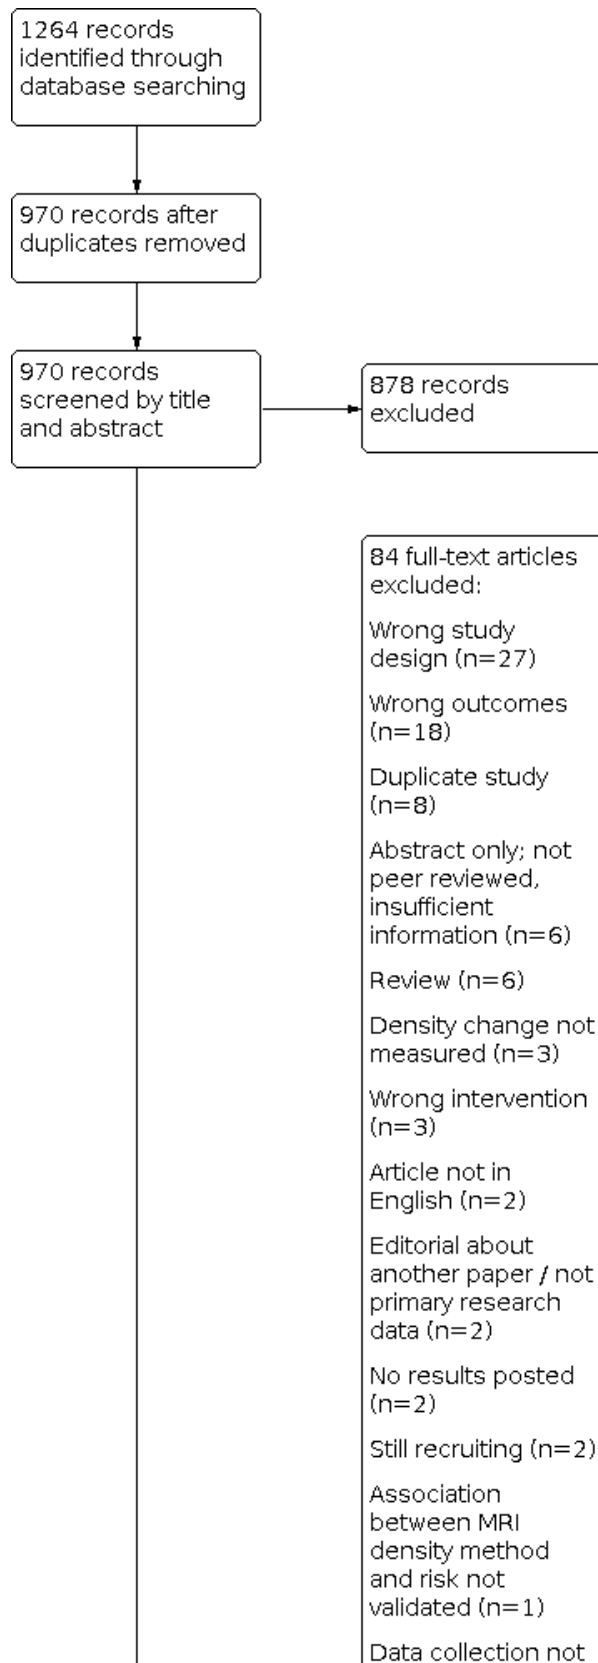 1264 records
identified through
database searching
970 records after
duplicates removed
970 records
screened by title
and abstract
878 records
excluded
84 full-text articles
excluded:
Wrong study
design (n=27)
Wrong outcomes
(n=18)
Duplicate study
(n=8)
Abstract only; not
peer reviewed,
insufficient
information (n=6)
Review (n=6)
Density change not
measured (n=3)
Wrong intervention
(n=3)
Article not in
English (n=2)
Editorial about
another paper / not
primary research
data (n=2)
No results posted
(n=2)
Still recruiting (n=2)
Association
between MRI
density method
and risk not
validated (n=1)
Data collection not